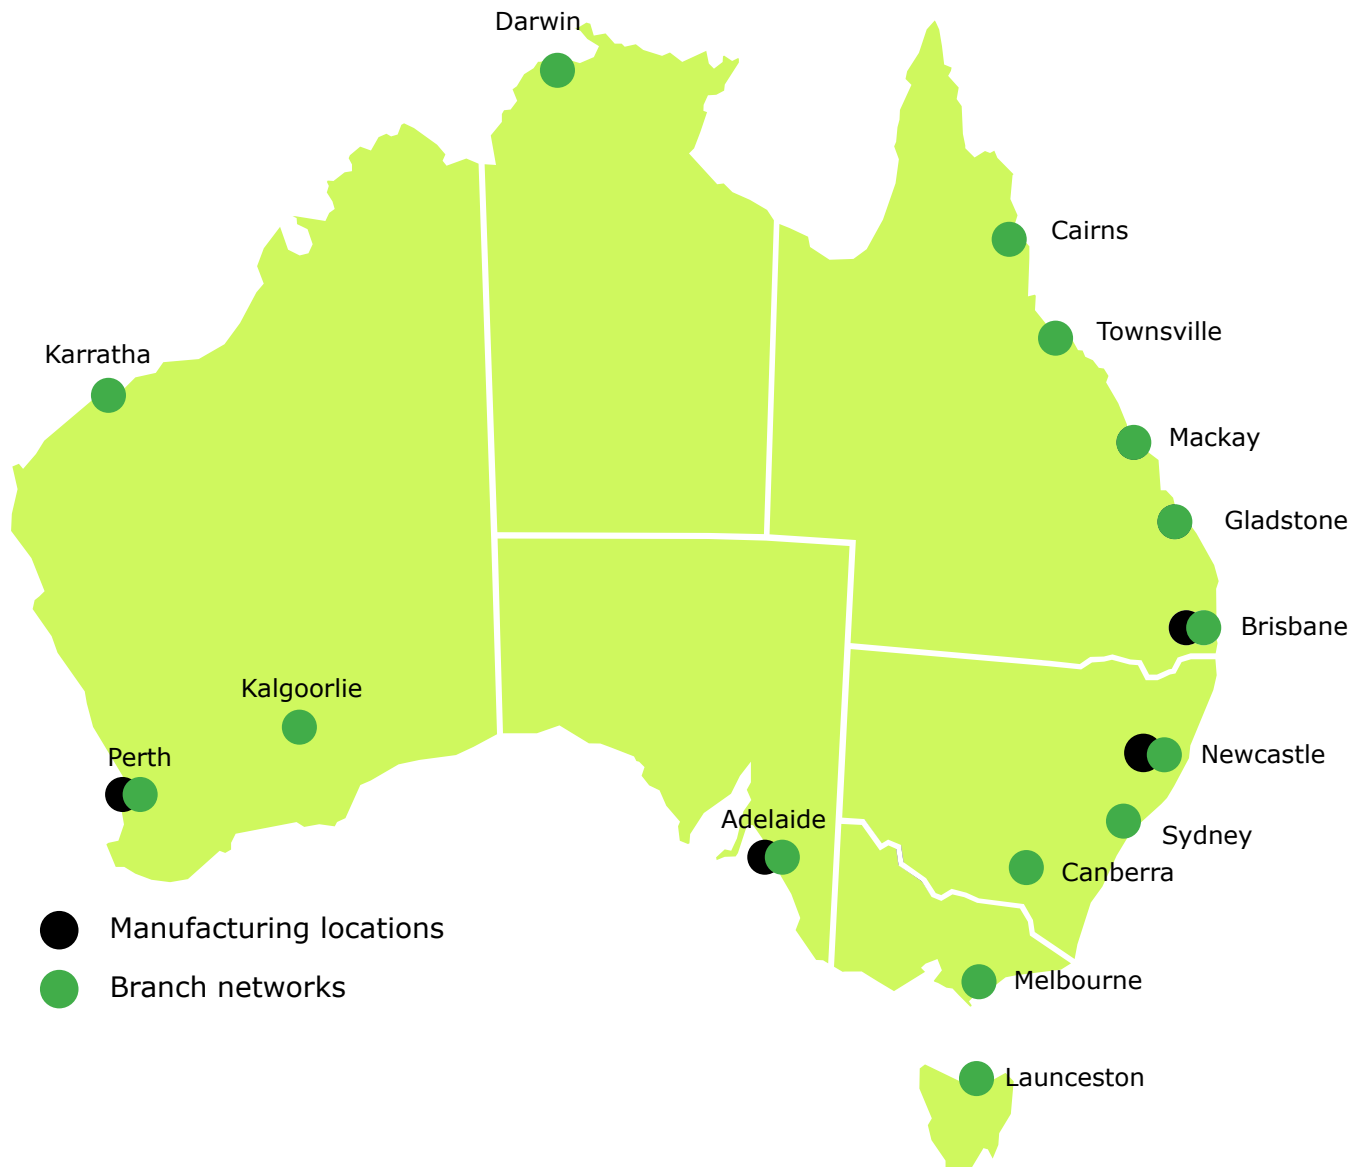 Darwin
Cairns
Townsville
Karratha
Mackay
Gladstone
Brisbane
Kalgoorlie
Perth
Newcastle
Adelaide
Sydney
Canberra
Manufacturing locations
Branch networks
Melbourne
Launceston